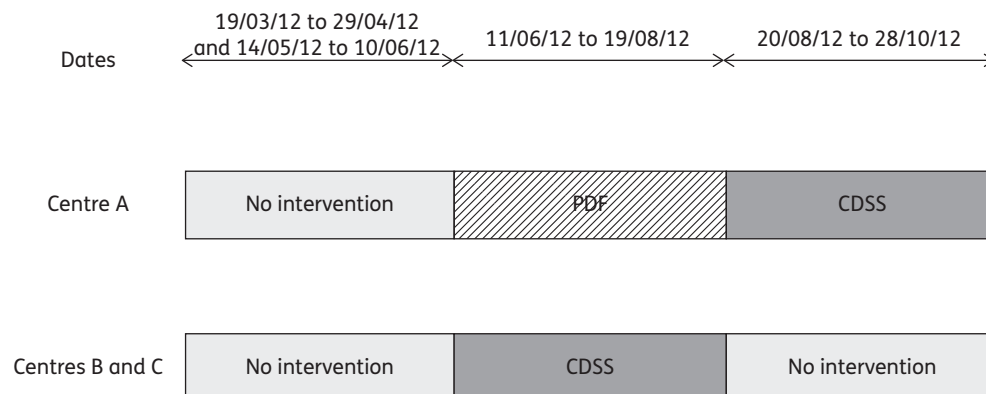 19/03/12 to 29/04/12
and 14/05/12 to 10/06/12
11/06/12 to 19/08/12
20/08/12 to 28/10/12
Dates
Centre A
No intervention
PDF
CDSS
Centres B and C
No intervention
CDSS
No intervention